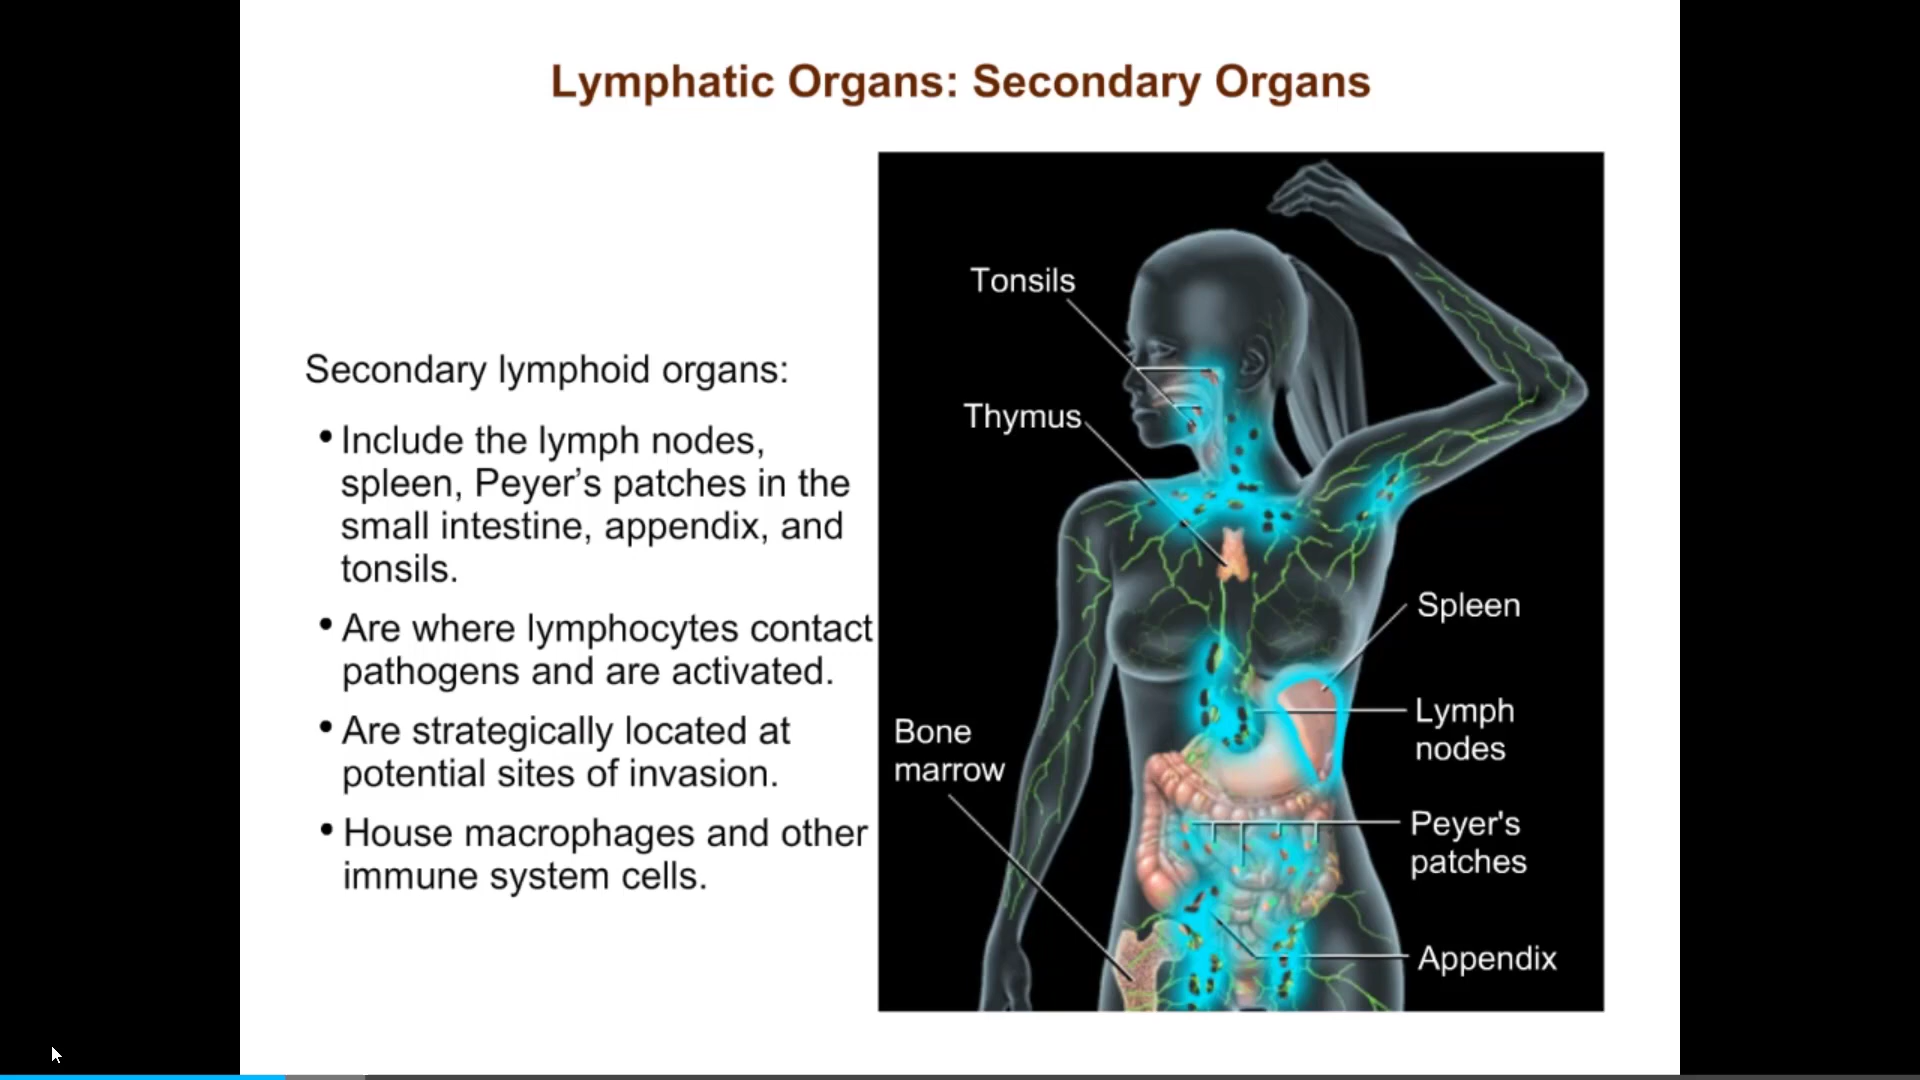 Lymphatic Organs: Secondary Organs
Secondary lymphoid organs:
• Include the lymph nodes,
spleen, Peyer’s patches in the
small intestine, appendix, and
tonsils.
• Are where lymphocytes contact
pathogens and are activated.
• Are strategically located at
potential sites of invasion.
• House macrophages and other
immune system cells.
Tonsils
Thymus
Spleen
Lymph
nodes
Bone
marrow
Peyer's
patches
Appendix